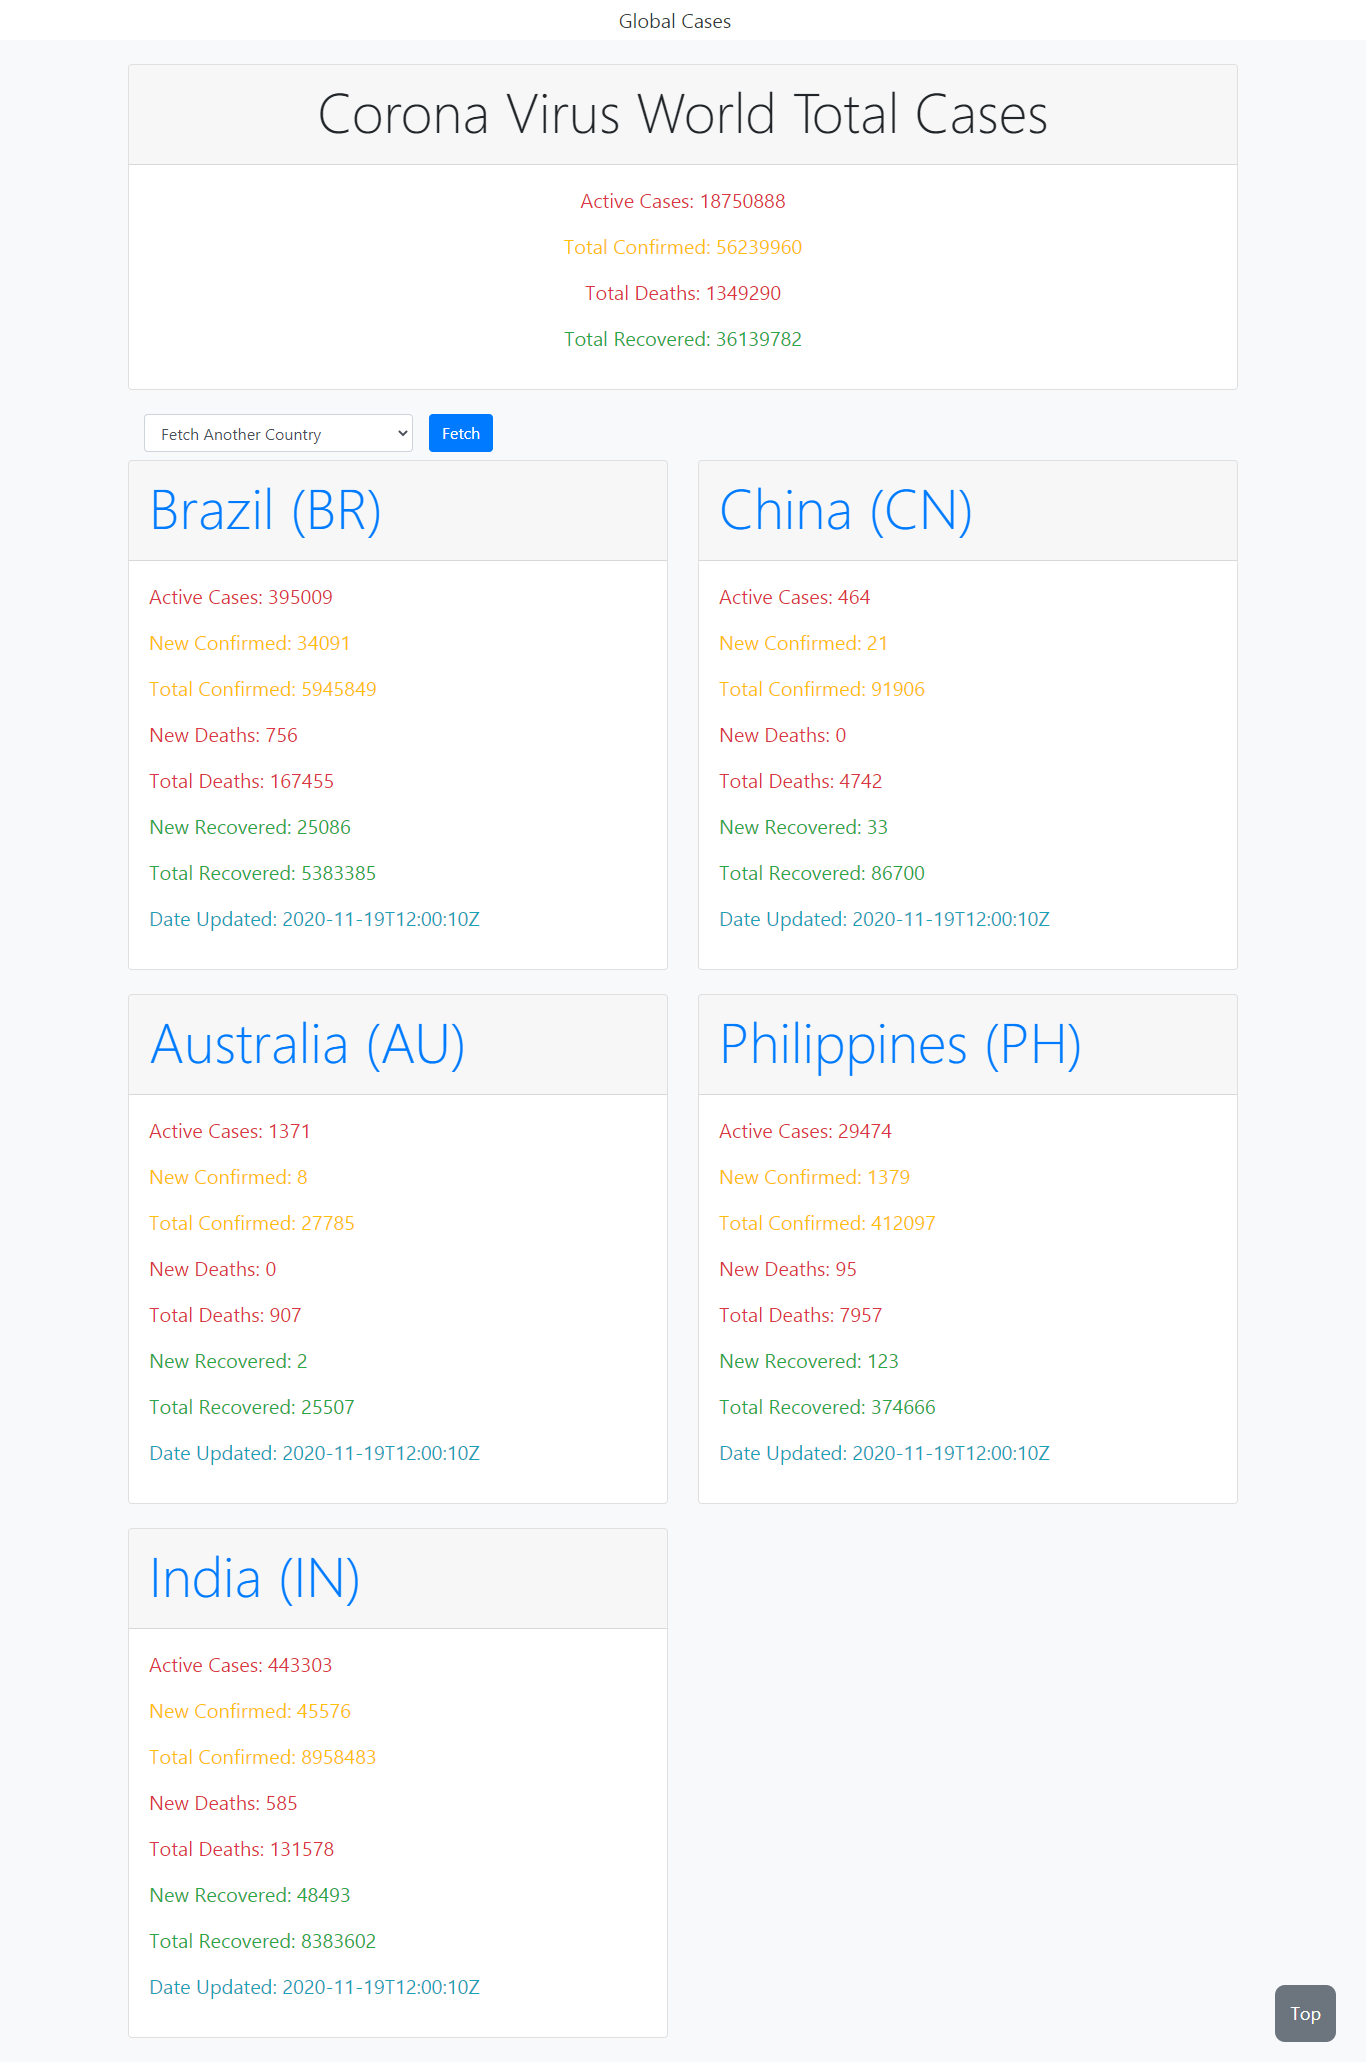 Global Cases
Corona Virus World Total Cases
Active Cases: 18750888
Total Confirmed: 56239960
Total Deaths: 1349290
Total Recovered: 36139782
Fetch Another Country
Fetch
Brazil (BR)
Active Cases: 395009
New Confirmed: 34091
Total Confirmed: 5945849
New Deaths: 756
Total Deaths: 167455
New Recovered: 25086
Total Recovered: 5383385
Date Updated: 2020-11-19T12:00:10Z
China (CN)
Active Cases: 464
New Confirmed: 21
Total Confirmed: 91906
New Deaths: 0
Total Deaths: 4742
New Recovered: 33
Total Recovered: 86700
Date Updated: 2020-11-19T12:00:10Z
Australia (AU)
Active Cases: 1371
New Confirmed: 8
Total Confirmed: 27785
New Deaths: 0
Total Deaths: 907
New Recovered: 2
Total Recovered: 25507
Date Updated: 2020-11-19T12:00:10Z
Philippines (PH)
Active Cases: 29474
New Confirmed: 1379
Total Confirmed: 412097
New Deaths: 95
Total Deaths: 7957
New Recovered: 123
Total Recovered: 374666
Date Updated: 2020-11-19T12:00:10Z
India (IN)
Active Cases: 443303
New Confirmed: 45576
Total Confirmed: 8958483
New Deaths: 585
Total Deaths: 131578
New Recovered: 48493
Total Recovered: 8383602
Date Updated: 2020-11-19T12:00:10Z
Top